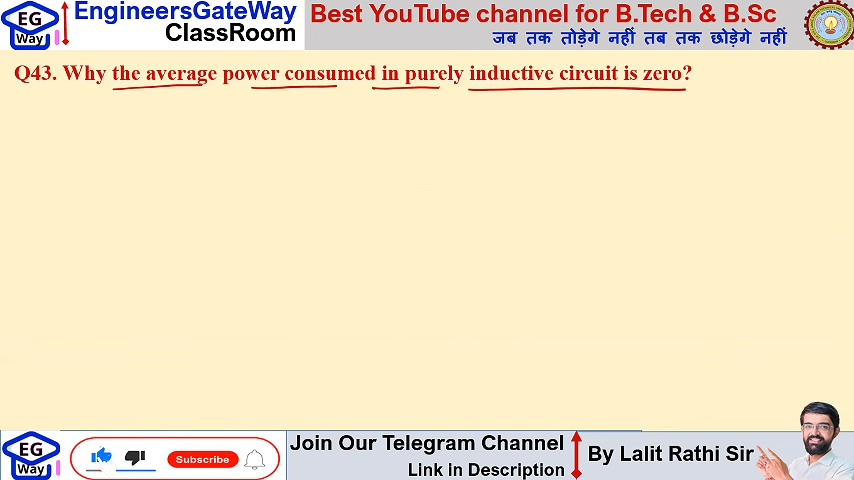 EG
Way
EngineersGateWay
ClassRoom
Best YouTube channel for B.Tech & B.Sc
जब तक तोड़ेगे नहीं तब तक छोड़ेगे नहीं
Q43. Why the average power consumed in purely inductive circuit is zero?
EG
Way
Subscribe
Join Our Telegram Channel
Link in Description
By Lalit Rathi Sir